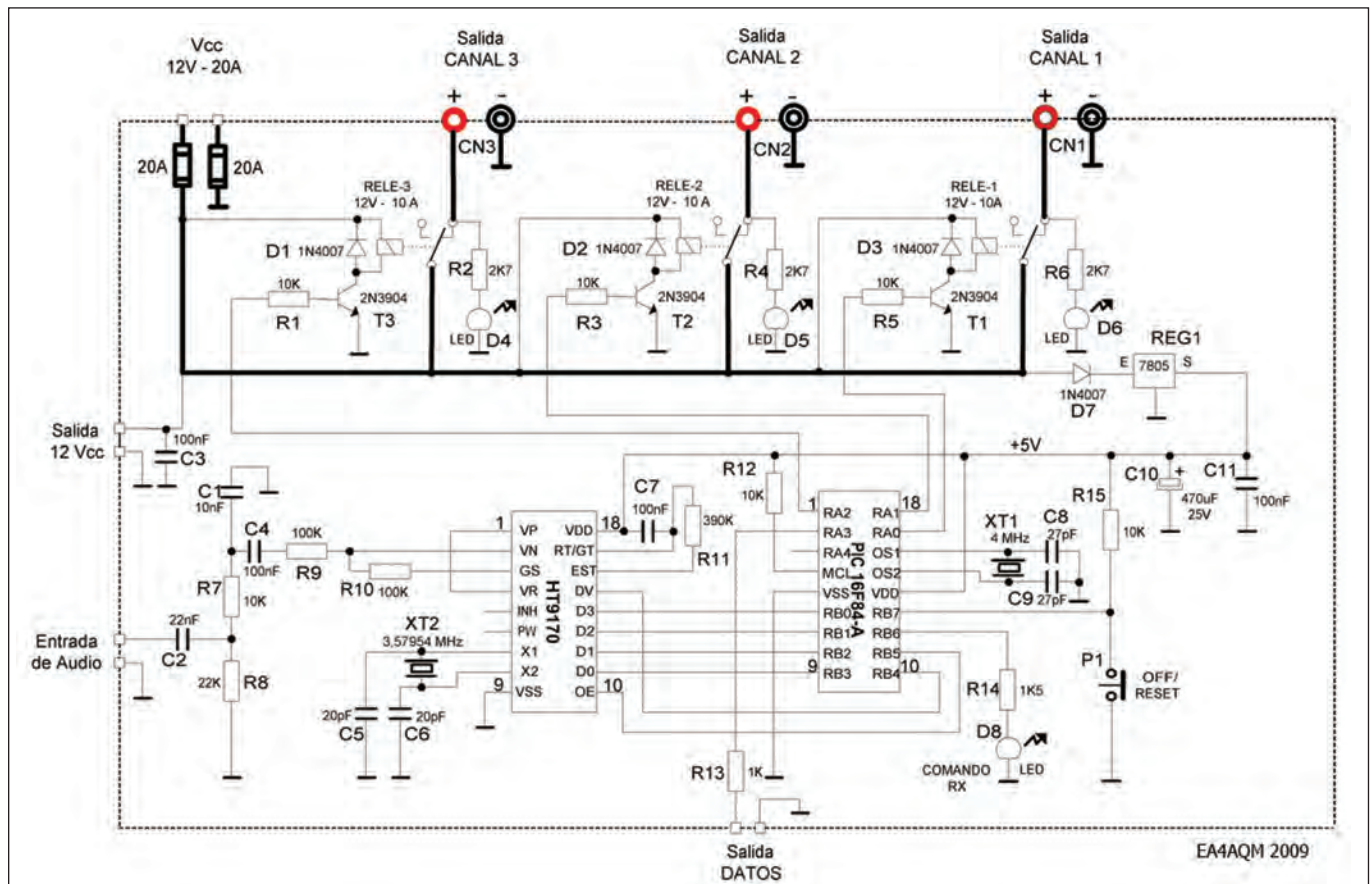 Vcc
12V - 20A
Salida
CANAL 3
Salida
CANAL 2
Salida
CANAL 1
+ -
CN3
+ -
CN2
+ -
CN1
20A
20A
RELE-3
12V - 10 A
RELE-2
12V - 10A
RELE-1
12V - 10A
D1 1N4007
R2
2K7
10K
R1
2N3904
T3
LED D4
D2 1N4007
R4
2K7
10K
R3
2N3904
T2
LED D5
D3 1N4007
R6
2K7
10K
R5
2N3904
T1
LED D6
REG1
E 7805 S
1N4007
D7
Salida
12 Vcc
100nF
C3
+5V
C1
10nF
C4
100nF
100K
R9
R10 100K
R7
10K
22nF
C2
Entrada
de Audio
22K R8
XT2
3,57954 MHz
20pF
C5
20pF
C6
C7
100nF
390K
R11
R12
10K
1 18
VP VDD
VN RT/GT
GS EST
VR DV
INH D3
PW D2
X1 D1
X2 D0
VSS OE
9 10
HT9170
1 18
RA2 RA1
RA3 RA0
RA4 OS1
MCL OS2
VSS VDD
RB0 RB7
RB1 RB6
RB2 RB5
RB3 RB4
9 10
PIC 16F84-A
XT1
4 MHz
C8
27pF
C9
27pF
R15
10K
C10
+
470uF
25V
C11
100nF
P1
OFF/
RESET
R14
1K5
D8
COMANDO
RX
LED
R13 1K
Salida
DATOS
EA4AQM 2009